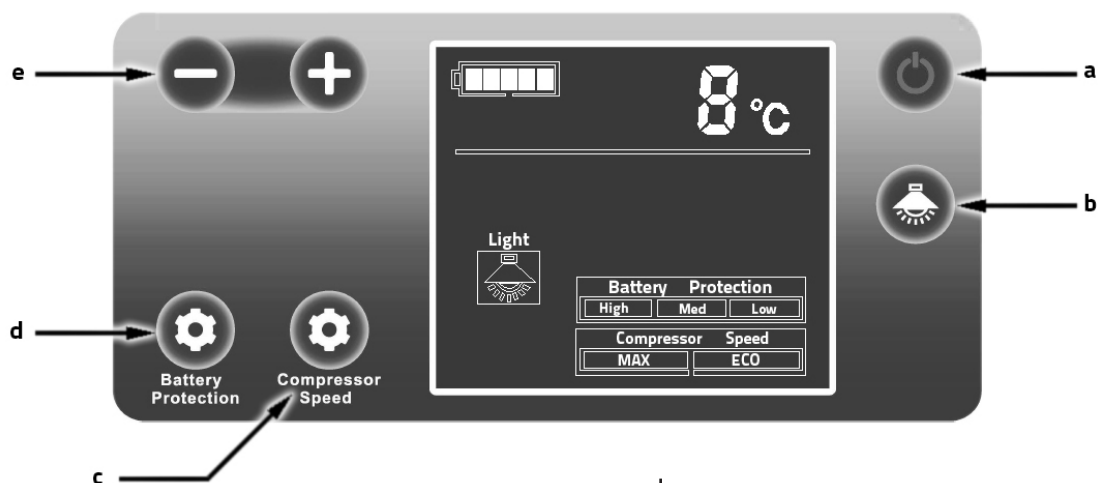 e
a
8°C
b
Light
Battery Protection
High Med Low
d
Compressor Speed
MAX ECO
Battery
Protection
Compressor
Speed
c